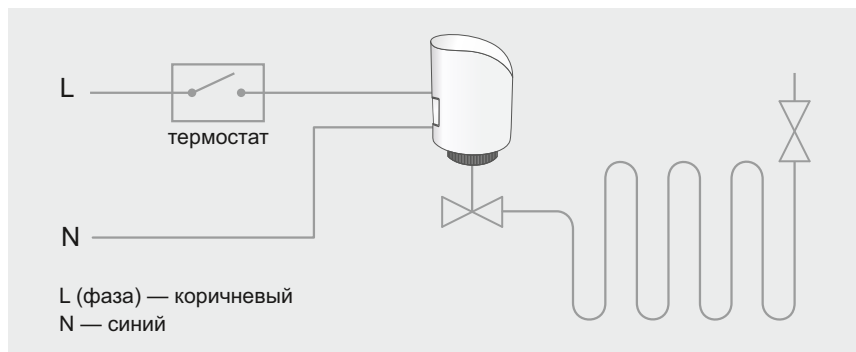 L
термостат
N
L (фаза) — коричневый
N — синий